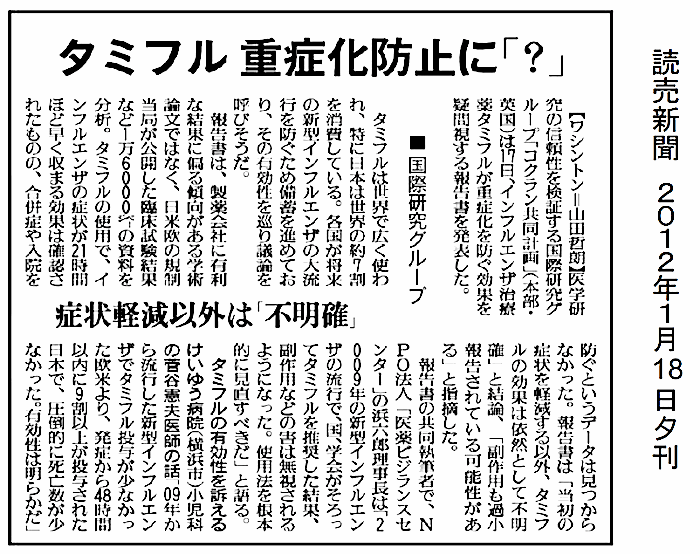 読売新聞 2012年1月18日夕刊
タミフル 重症化防止に「?」
【ワシントン=山田哲朗】医学研
究の信頼性を検証する国際研究グ
ループ「コクラン共同計画」(本部・
英国)は17日、インフルエンザ治療
薬タミフルが重症化を防ぐ効果を
疑問視する報告書を発表した。
■ 国際研究グループ
タミフルは世界で広く使わ
れ、特に日本は世界の約7割
を消費している。各国が将来
の新型インフルエンザの大流
行を防ぐため備蓄を進めてお
り、その有効性を巡り議論を
呼びそうだ。
報告書は、製薬会社に有利
な結果に偏る傾向がある学術
論文ではなく、日米欧の規制
当局が公開した臨床試験結果
など1万6000㌻の資料を
分析。タミフルの使用で、イ
ンフルエンザの症状が21時間
ほど早く収まる効果は確認さ
れたものの、合併症や入院を
症状軽減以外は「不明確」
防ぐというデータは見つから
なかった。報告書は「当初の
症状を軽減する以外、タミフ
ルの効果は依然として不明
確」と結論、「副作用も過小
報告されている可能性があ
る」と指摘した。
報告書の共同執筆者で、N
PO法人「医薬ビジランスセ
ンター」の浜六郎理事長は「2
009年の新型インフルエン
ザの流行で、国、学会がそろっ
てタミフルを推奨した結果、
副作用などの害は無視される
ようになった。使用法を根本
的に見直すべきだ」と語る。
タミフルの有効性を訴える
けいゆう病院(横浜市)小児科
の菅谷憲夫医師の話「09年か
ら流行した新型インフルエン
ザでタミフル投与が少なかっ
た欧米より、発症から48時間
以内に9割以上が投与された
日本で、圧倒的に死亡数が少
なかった。有効性は明らかだ」